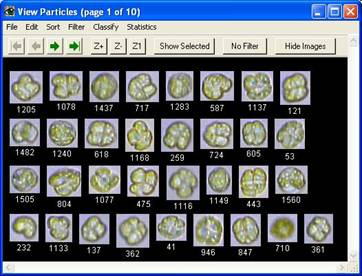 View Particles (page 1 of 10)
File Edit Sort Filter Classify Statistics
Z+ Z- Z1 Show Selected No Filter Hide Images
1205 1078 1437 717 1283 587 1137 121
1482 1240 618 1168 259 724 605 53
1505 804 1077 475 1116 1149 443 1560
232 1133 137 362 41 946 847 710 361